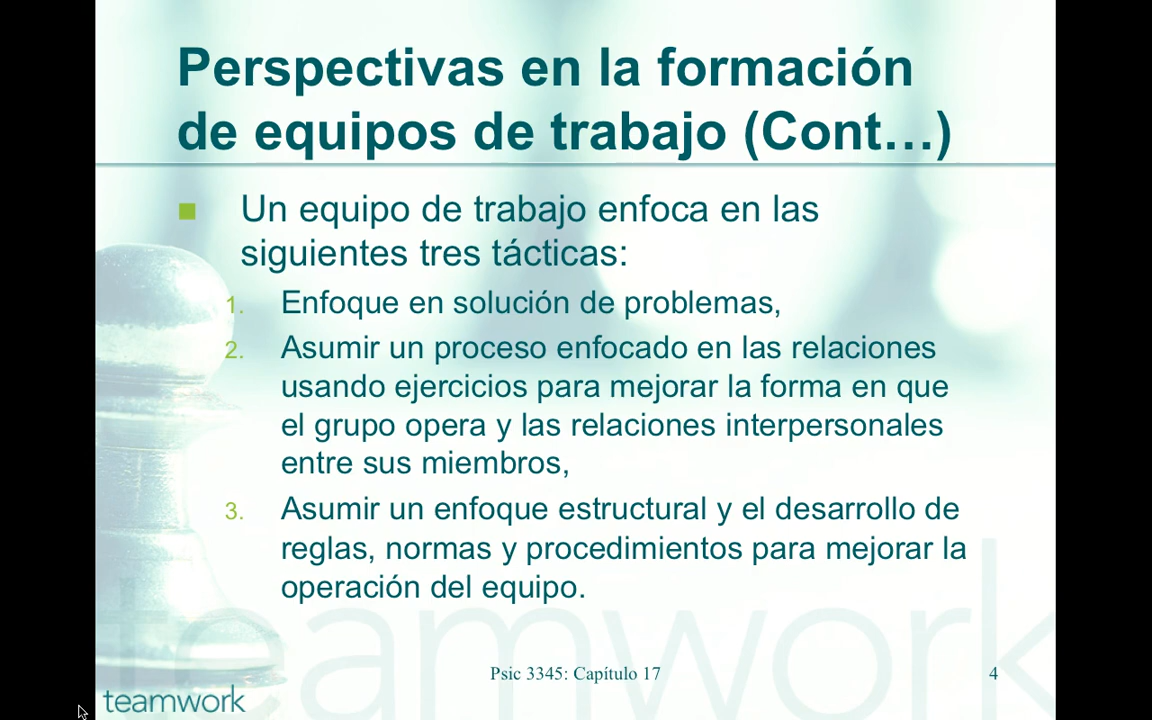 Perspectivas en la formación
de equipos de trabajo (Cont…)
Un equipo de trabajo enfoca en las
siguientes tres tácticas:
1. Enfoque en solución de problemas,
2. Asumir un proceso enfocado en las relaciones
usando ejercicios para mejorar la forma en que
el grupo opera y las relaciones interpersonales
entre sus miembros,
3. Asumir un enfoque estructural y el desarrollo de
reglas, normas y procedimientos para mejorar la
operación del equipo.
teamwork
Psic 3345: Capítulo 17
4
teamwork